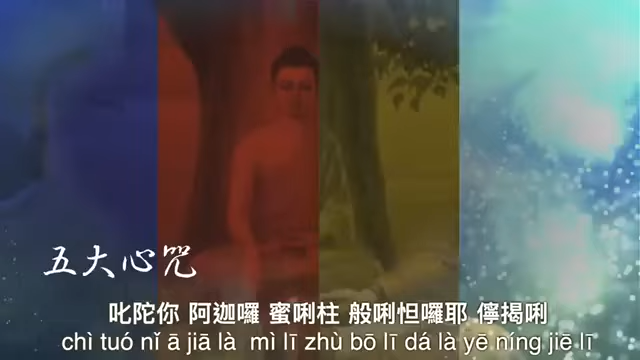 五大心咒
叱陀你 阿迦囉 蜜唎柱 般唎怛囉耶 儜揭唎
chì tuó nǐ ā jiā là mì lī zhù bō lī dá là yē níng jiē lī